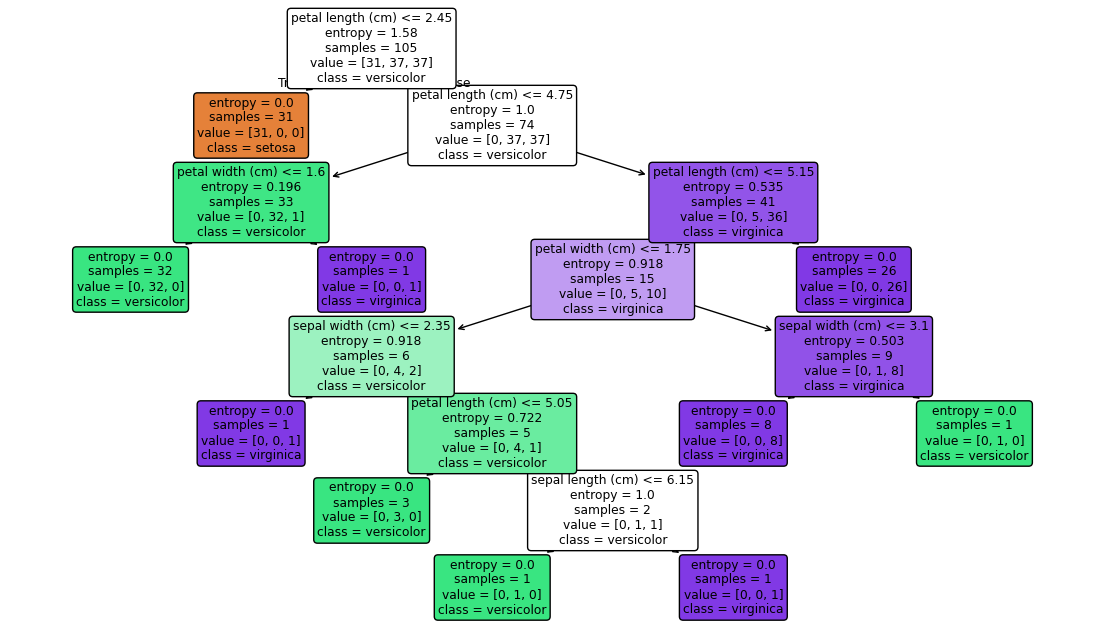 petal length (cm) <= 2.45
entropy = 1.58
samples = 105
value = [31, 37, 37]
class = versicolor
entropy = 0.0
samples = 31
value = [31, 0, 0]
class = setosa
petal length (cm) <= 4.75
entropy = 1.0
samples = 74
value = [0, 37, 37]
class = versicolor
petal width (cm) <= 1.6
entropy = 0.196
samples = 33
value = [0, 32, 1]
class = versicolor
petal length (cm) <= 5.15
entropy = 0.535
samples = 41
value = [0, 5, 36]
class = virginica
entropy = 0.0
samples = 32
value = [0, 32, 0]
class = versicolor
entropy = 0.0
samples = 1
value = [0, 0, 1]
class = virginica
petal width (cm) <= 1.75
entropy = 0.918
samples = 15
value = [0, 5, 10]
class = virginica
entropy = 0.0
samples = 26
value = [0, 0, 26]
class = virginica
sepal width (cm) <= 2.35
entropy = 0.918
samples = 6
value = [0, 4, 2]
class = versicolor
sepal width (cm) <= 3.1
entropy = 0.503
samples = 9
value = [0, 1, 8]
class = virginica
entropy = 0.0
samples = 1
value = [0, 0, 1]
class = virginica
petal length (cm) <= 5.05
entropy = 0.722
samples = 5
value = [0, 4, 1]
class = versicolor
entropy = 0.0
samples = 8
value = [0, 0, 8]
class = virginica
entropy = 0.0
samples = 1
value = [0, 1, 0]
class = versicolor
entropy = 0.0
samples = 3
value = [0, 3, 0]
class = versicolor
sepal length (cm) <= 6.15
entropy = 1.0
samples = 2
value = [0, 1, 1]
class = versicolor
entropy = 0.0
samples = 1
value = [0, 1, 0]
class = versicolor
entropy = 0.0
samples = 1
value = [0, 0, 1]
class = virginica